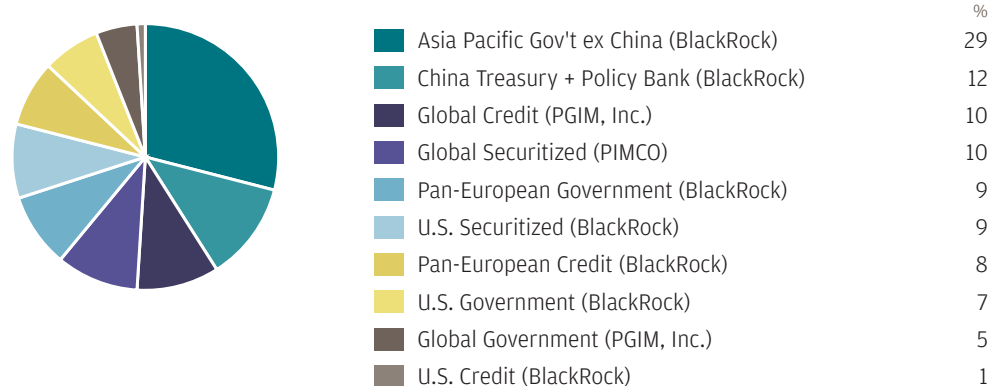 %
Asia Pacific Gov't ex China (BlackRock) 29
China Treasury + Policy Bank (BlackRock) 12
Global Credit (PGIM, Inc.) 10
Global Securitized (PIMCO) 10
Pan-European Government (BlackRock) 9
U.S. Securitized (BlackRock) 9
Pan-European Credit (BlackRock) 8
U.S. Government (BlackRock) 7
Global Government (PGIM, Inc.) 5
U.S. Credit (BlackRock) 1